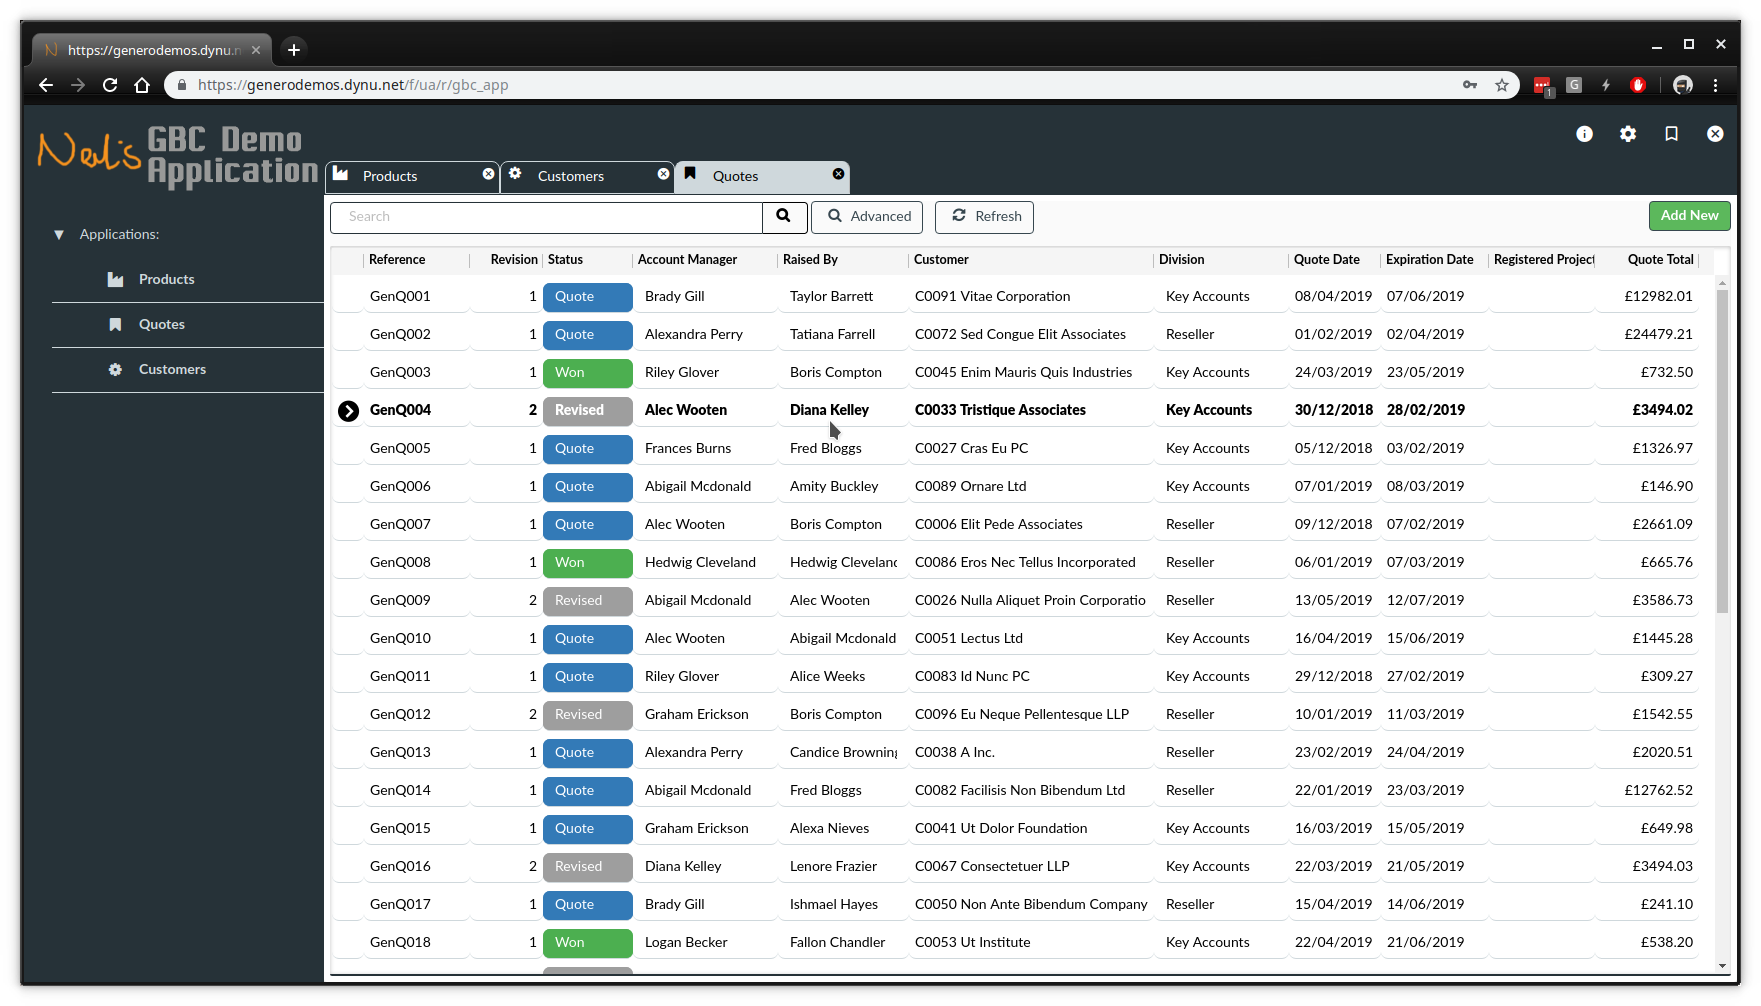 https://generodemos.dynu.n
https://generodemos.dynu.net/f/ua/r/gbc_app
1
G
Neil's GBC Demo
Application
Products
Customers
Quotes
Search
Advanced
Refresh
Add New
Applications:
Products
Quotes
Customers
Reference Revision Status Account Manager Raised By Customer Division Quote Date Expiration Date Registered Project Quote Total
GenQ001 1 Quote Brady Gill Taylor Barrett C0091 Vitae Corporation Key Accounts 08/04/2019 07/06/2019 £12982.01
GenQ002 1 Quote Alexandra Perry Tatiana Farrell C0072 Sed Congue Elit Associates Reseller 01/02/2019 02/04/2019 £24479.21
GenQ003 1 Won Riley Glover Boris Compton C0045 Enim Mauris Quis Industries Key Accounts 24/03/2019 23/05/2019 £732.50
GenQ004 2 Revised Alec Wooten Diana Kelley C0033 Tristique Associates Key Accounts 30/12/2018 28/02/2019 £3494.02
GenQ005 1 Quote Frances Burns Fred Bloggs C0027 Cras Eu PC Key Accounts 05/12/2018 03/02/2019 £1326.97
GenQ006 1 Quote Abigail Mcdonald Amity Buckley C0089 Ornare Ltd Key Accounts 07/01/2019 08/03/2019 £146.90
GenQ007 1 Quote Alec Wooten Boris Compton C0006 Elit Pede Associates Reseller 09/12/2018 07/02/2019 £2661.09
GenQ008 1 Won Hedwig Cleveland Hedwig Cleveland C0086 Eros Nec Tellus Incorporated Reseller 06/01/2019 07/03/2019 £665.76
GenQ009 2 Revised Abigail Mcdonald Alec Wooten C0026 Nulla Aliquet Proin Corporatio Reseller 13/05/2019 12/07/2019 £3586.73
GenQ010 1 Quote Alec Wooten Abigail Mcdonald C0051 Lectus Ltd Key Accounts 16/04/2019 15/06/2019 £1445.28
GenQ011 1 Quote Riley Glover Alice Weeks C0083 Id Nunc PC Key Accounts 29/12/2018 27/02/2019 £309.27
GenQ012 2 Revised Graham Erickson Boris Compton C0096 Eu Neque Pellentesque LLP Reseller 10/01/2019 11/03/2019 £1542.55
GenQ013 1 Quote Alexandra Perry Candice Browning C0038 A Inc. Reseller 23/02/2019 24/04/2019 £2020.51
GenQ014 1 Quote Abigail Mcdonald Fred Bloggs C0082 Facilisis Non Bibendum Ltd Reseller 22/01/2019 23/03/2019 £12762.52
GenQ015 1 Quote Graham Erickson Alexa Nieves C0041 Ut Dolor Foundation Key Accounts 16/03/2019 15/05/2019 £649.98
GenQ016 2 Revised Diana Kelley Lenore Frazier C0067 Consectetuer LLP Key Accounts 22/03/2019 21/05/2019 £3494.03
GenQ017 1 Quote Brady Gill Ishmael Hayes C0050 Non Ante Bibendum Company Reseller 15/04/2019 14/06/2019 £241.10
GenQ018 1 Won Logan Becker Fallon Chandler C0053 Ut Institute Key Accounts 22/04/2019 21/06/2019 £538.20